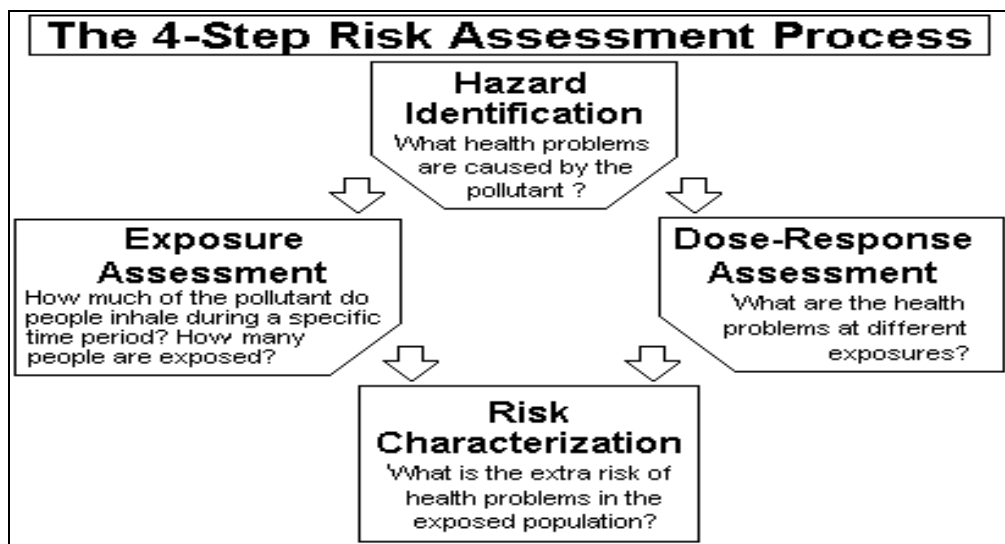 The 4-Step Risk Assessment Process
Hazard
Identification
What health problems
are caused by the
pollutant ?
Exposure
Assessment
How much of the pollutant do
people inhale during a specific
time period? How many
people are exposed?
Dose-Response
Assessment
What are the health
problems at different
exposures?
Risk
Characterization
What is the extra risk of
health problems in the
exposed population?